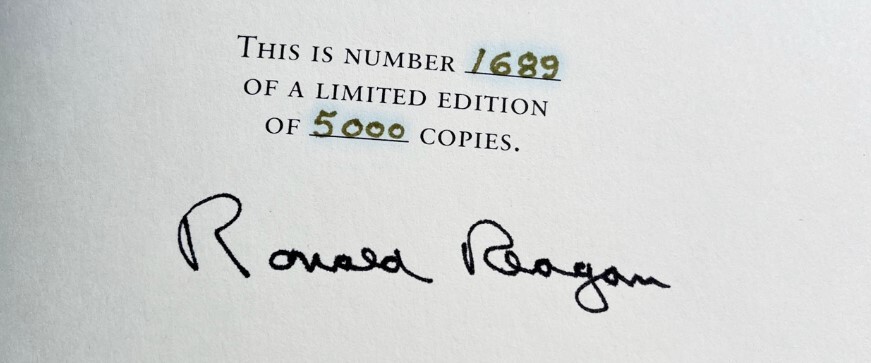 THIS IS NUMBER 1689
OF A LIMITED EDITION
OF 5000 COPIES.
Ronald Reagan